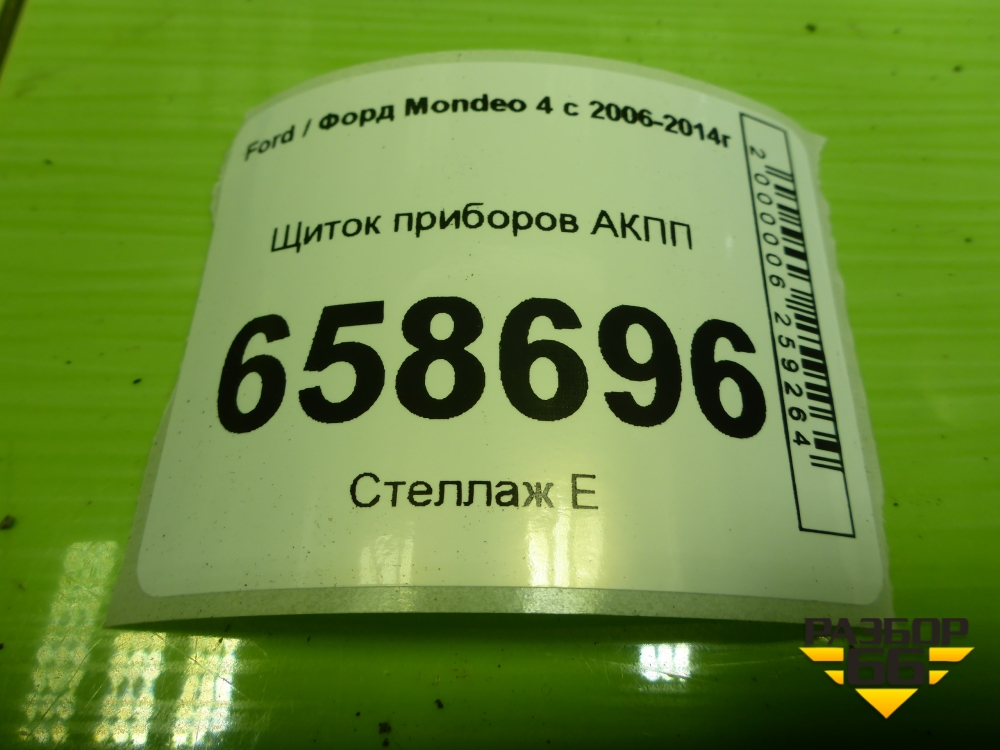 Ford / Форд Mondeo 4 с 2006-2014г
Щиток приборов АКПП
658696
Стеллаж Е
2000006259264
РАЗБОР
66